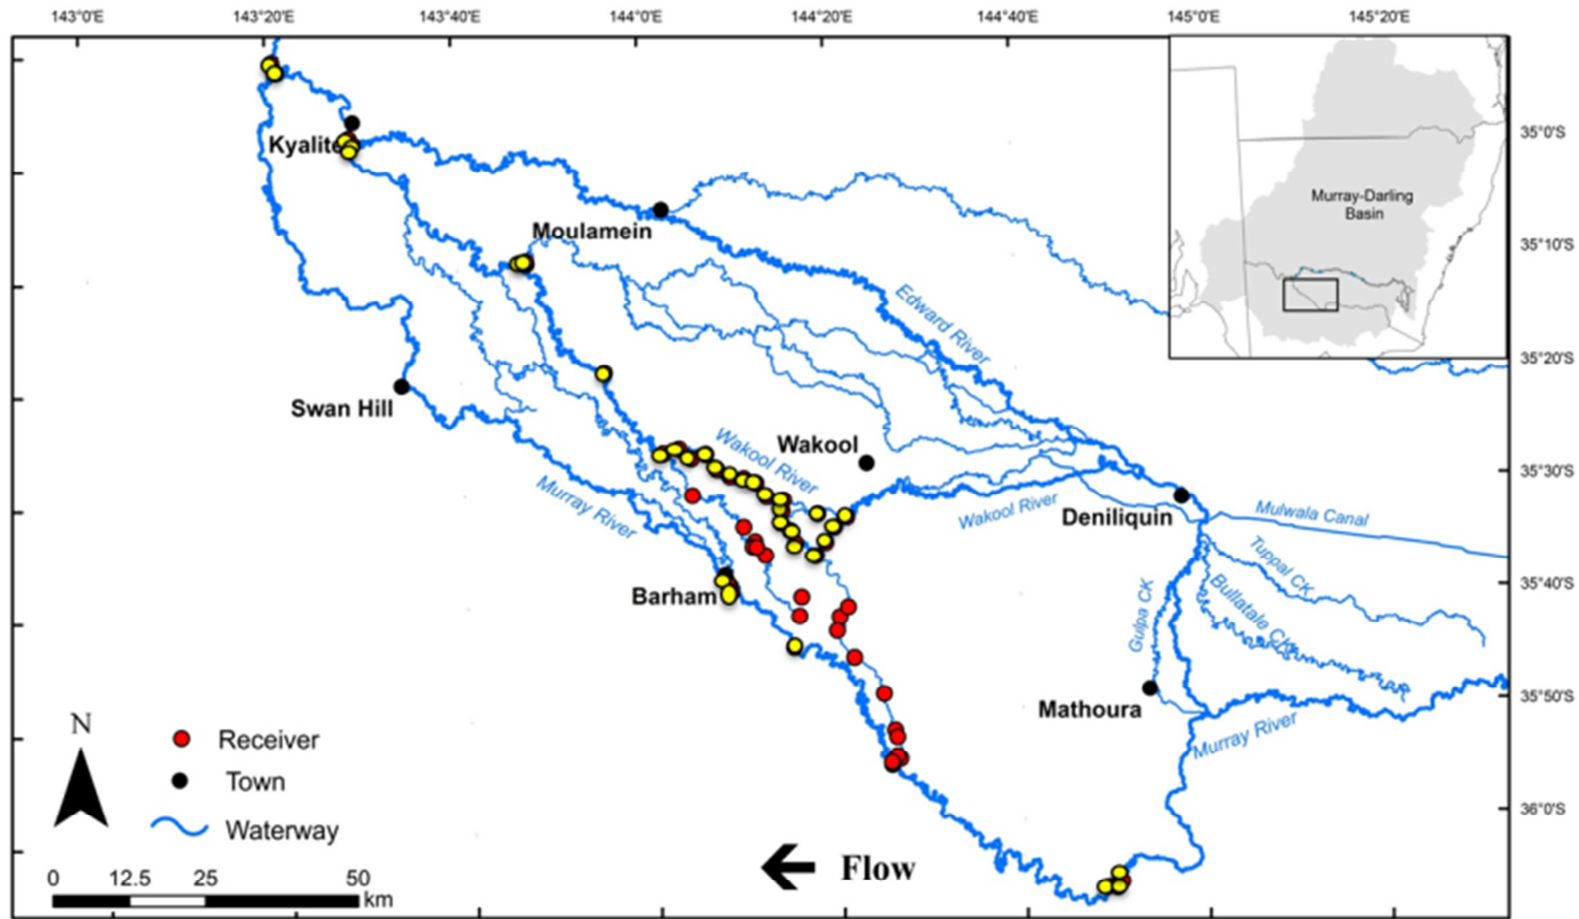 143°0'E 143°20'E 143°40'E 144°0'E 144°20'E 144°40'E 145°0'E 145°20'E
35°0'S
Kyalite
Murray-Darling
Basin
Moulamein
35°10'S
Edward River
35°20'S
Swan Hill
Wakool
Wakool River
35°30'S
Murray River
Wakool River
Deniliquin
Mulwala Canal
Tuppal CK
35°40'S
Barham
Gulpa CK
Bullatale CK
35°50'S
Mathoura
Murray River
N
Receiver
Town
Waterway
36°0'S
Flow
0 12.5 25 50
km